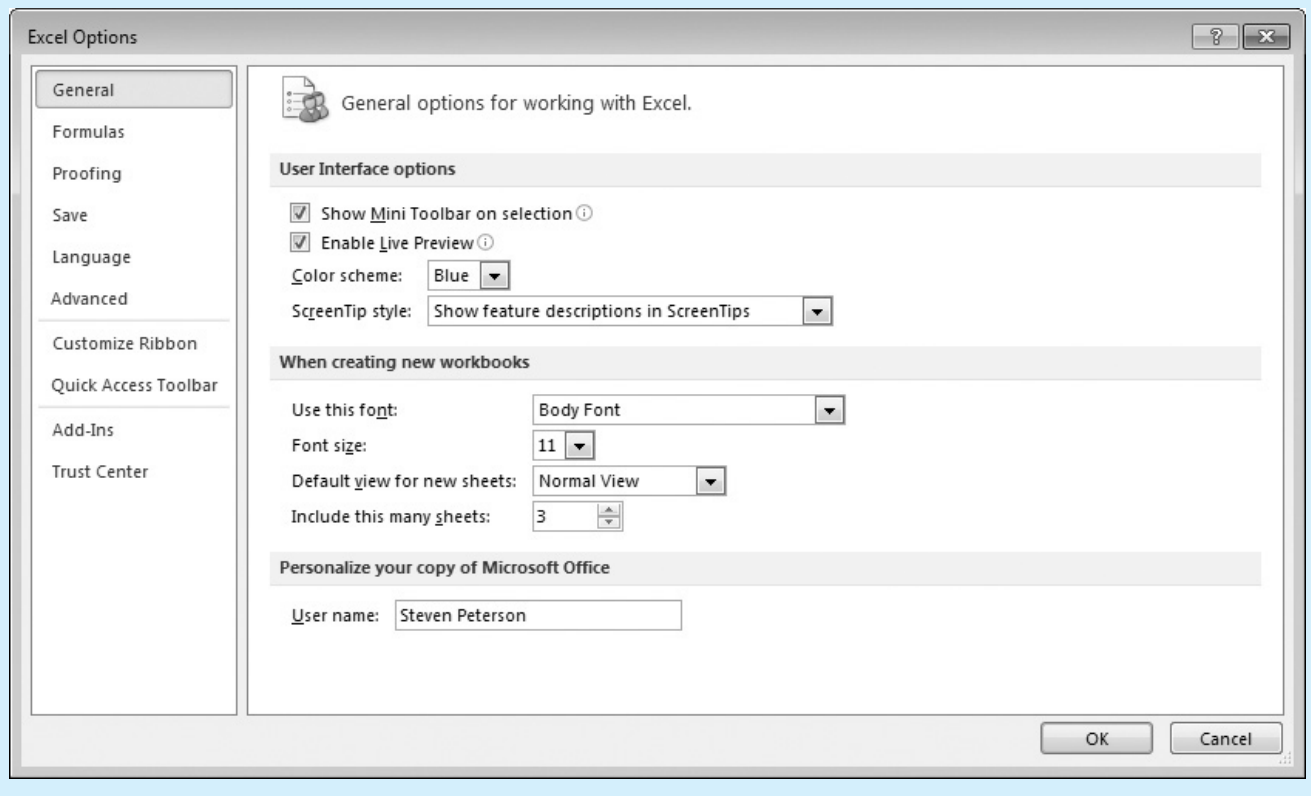 Excel Options
General
Formulas
Proofing
Save
Language
Advanced
Customize Ribbon
Quick Access Toolbar
Add-Ins
Trust Center
General options for working with Excel.
User Interface options
Show Mini Toolbar on selection
Enable Live Preview
Color scheme: Blue
ScreenTip style: Show feature descriptions in ScreenTips
When creating new workbooks
Use this font: Body Font
Font size: 11
Default view for new sheets: Normal View
Include this many sheets: 3
Personalize your copy of Microsoft Office
User name: Steven Peterson
OK Cancel